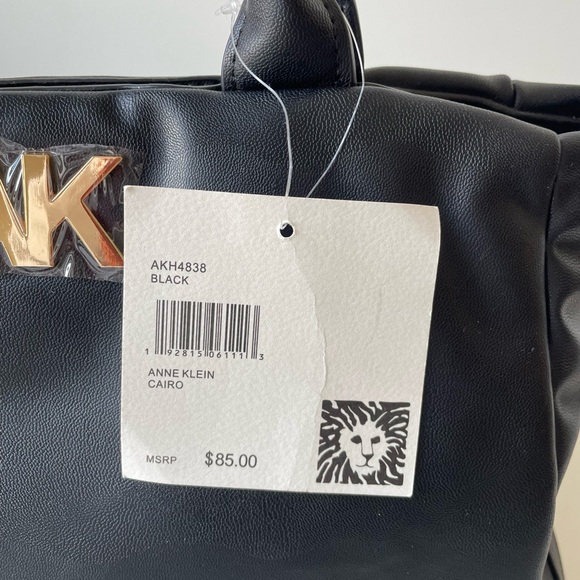 AK
AKH4838
BLACK
1 92815 06111 3
ANNE KLEIN
CAIRO
MSRP $85.00